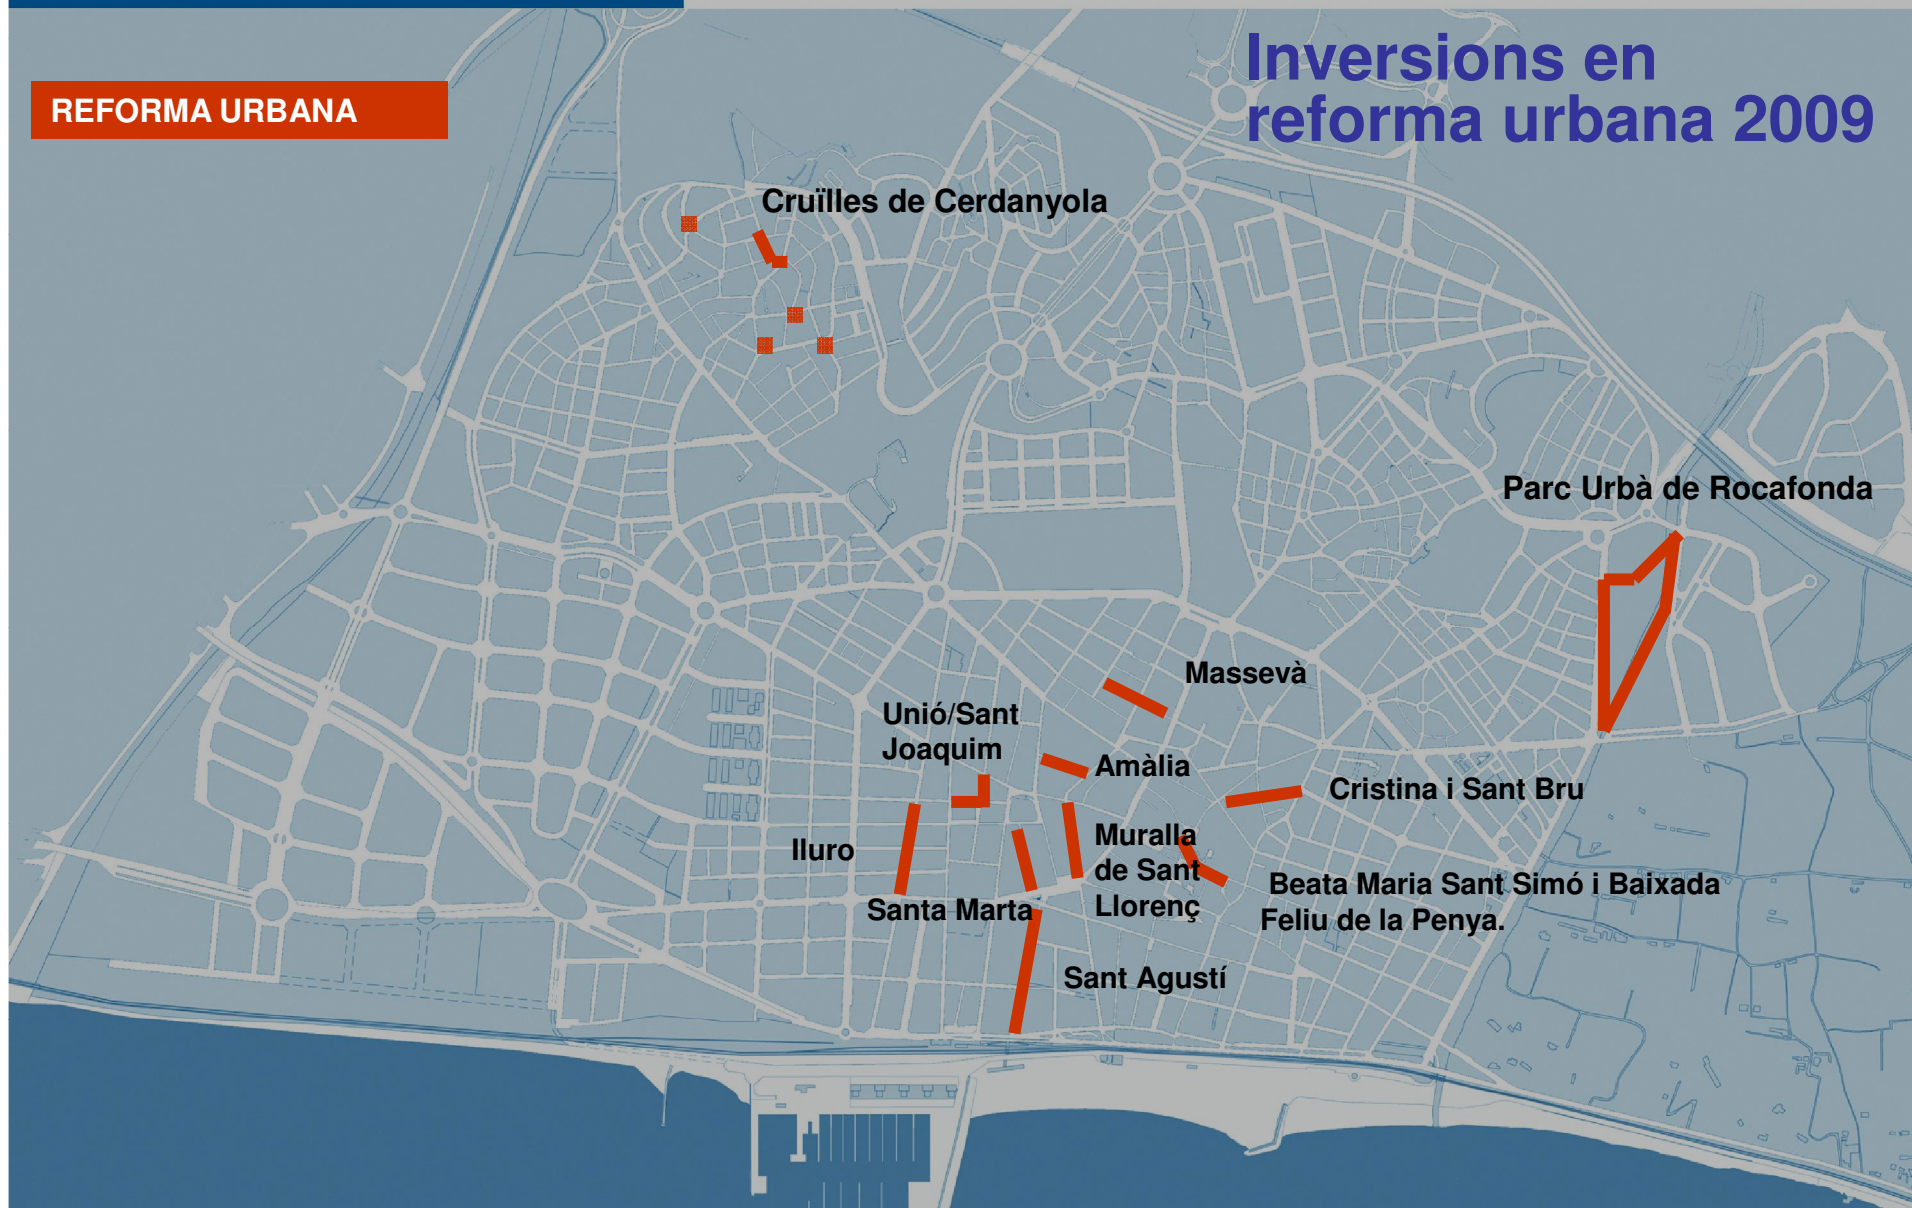 Inversions en
reforma urbana 2009
REFORMA URBANA
Cruïlles de Cerdanyola
Parc Urbà de Rocafonda
Massevà
Unió/Sant
Joaquim
Amàlia
Cristina i Sant Bru
Iluro
Muralla
de Sant
Llorenç
Beata Maria Sant Simó i Baixada
Feliu de la Penya.
Santa Marta
Sant Agustí